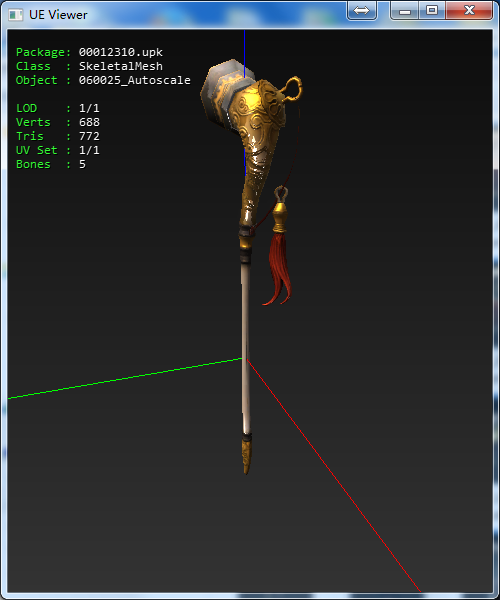 UE Viewer
Package: 00012310.upk
Class : SkeletalMesh
Object : 060025_Autoscale
LOD : 1/1
Verts : 688
Tris : 772
UV Set : 1/1
Bones : 5